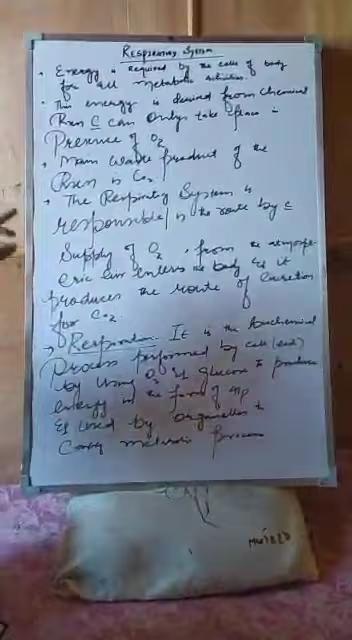 Respiratory System
• Energy is required by the cells of body
for all metabolic activities.
• This energy is derived from chemical
Rxn C can only take place in
Presence of O2
• Main waste product of the
Rxn is Co2
• The Respiratory System is
responsible/is the route by C
Supply of O2, from the atmosph-
eric air enters the body & it
produces the route of Excretion
for Co2
Respiration. It is the biochemical
Process performed by cell
by using O2 & glucose to produce
energy in the form of ATP
& used by organelles to
Carry metabolic process